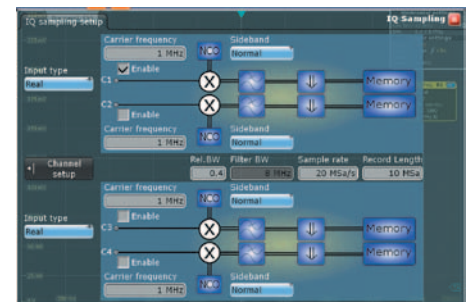 IQ sampling setup
IQ Sampling
Carrier frequency
Sideband
1 MHz
NCO
Normal
Input type
Enable
Real
C1
Memory
C2
Memory
Enable
Carrier frequency
Sideband
1 MHz
NCO
Normal
Channel setup
Rel.BW
Filter BW
Sample rate
Record Length
0.4
8 MHz
20 MSa/s
10 MSa
Carrier frequency
Sideband
1 MHz
NCO
Normal
Input type
Enable
Real
C3
Memory
C4
Memory
Enable
Carrier frequency
Sideband
1 MHz
NCO
Normal